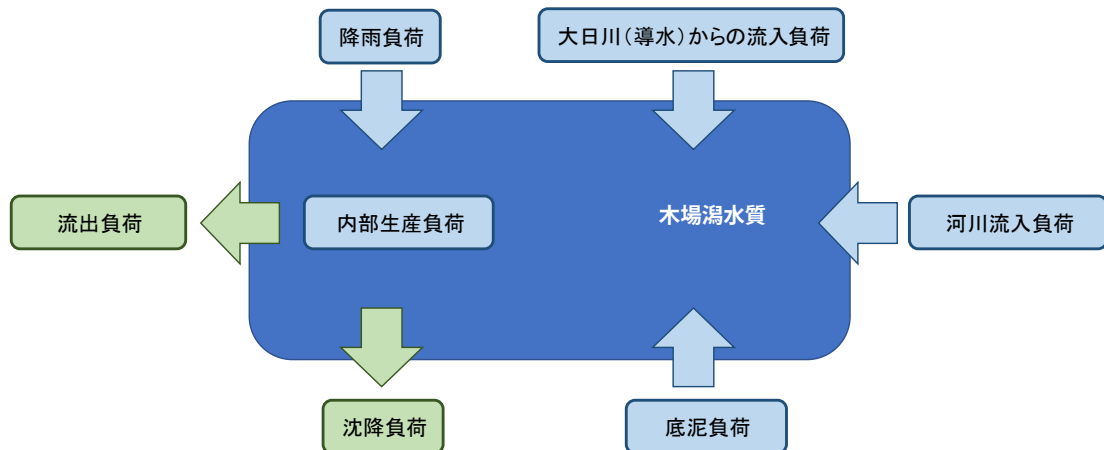 降雨負荷
大日川（導水）からの流入負荷
流出負荷
内部生産負荷
木場潟水質
河川流入負荷
沈降負荷
底泥負荷